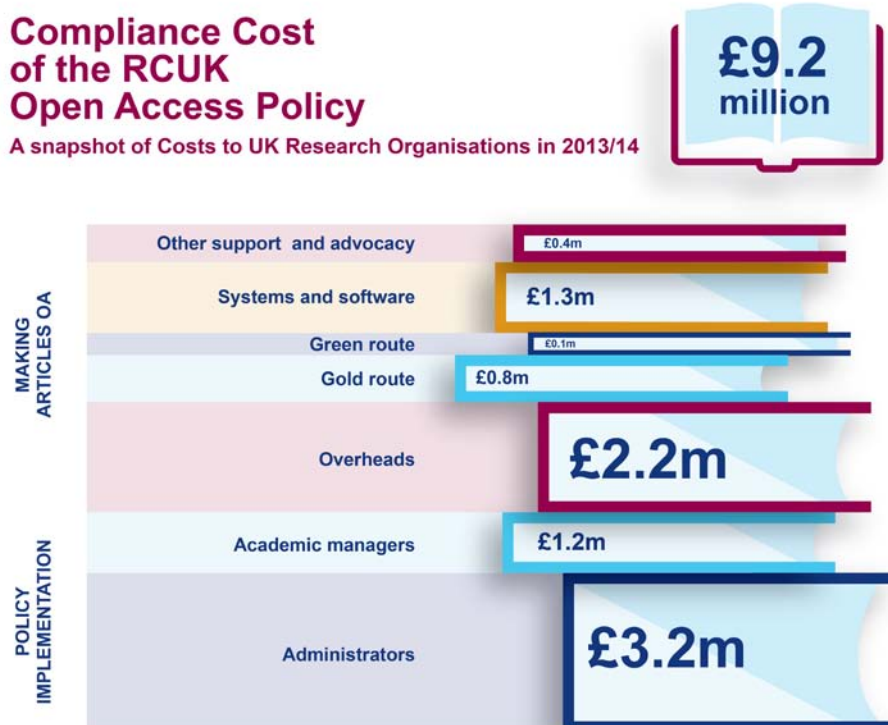 Compliance Cost
of the RCUK
Open Access Policy
A snapshot of Costs to UK Research Organisations in 2013/14
£9.2
million
MAKING
ARTICLES OA
Other support and advocacy
£0.4m
Systems and software
£1.3m
Green route
£0.1m
Gold route
£0.8m
Overheads
£2.2m
POLICY
IMPLEMENTATION
Academic managers
£1.2m
Administrators
£3.2m